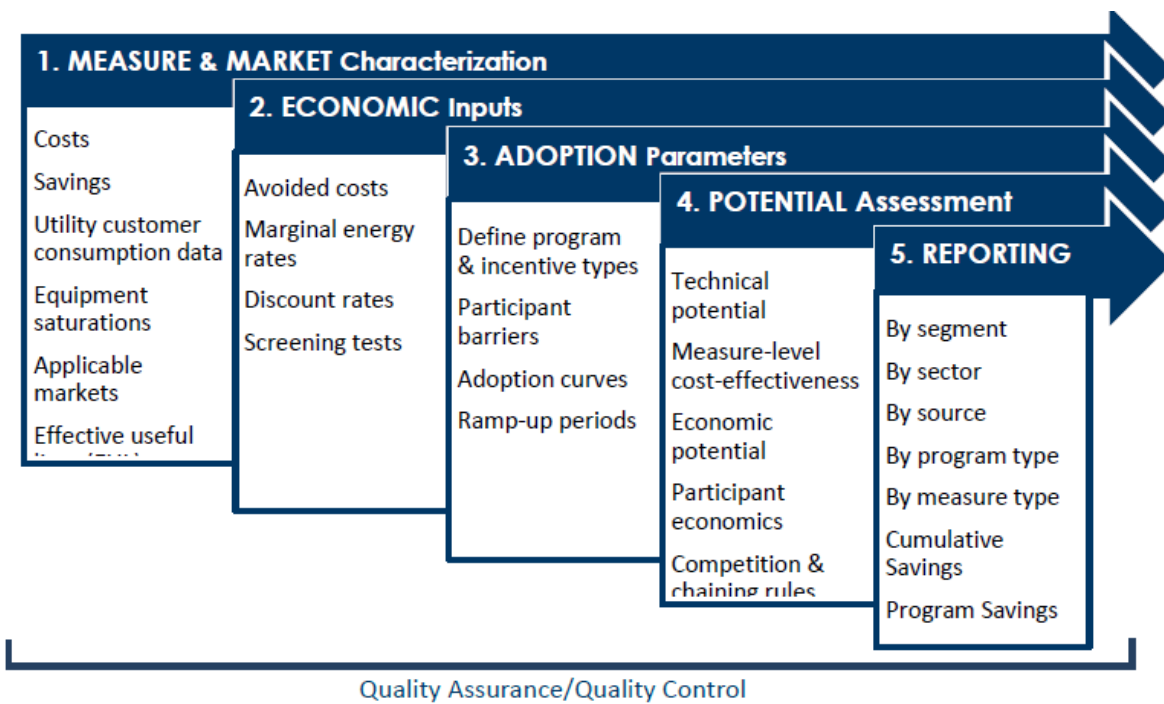 1. MEASURE & MARKET Characterization
Costs
Savings
Utility customer
consumption data
Equipment
saturations
Applicable
markets
Effective useful
2. ECONOMIC Inputs
Avoided costs
Marginal energy
rates
Discount rates
Screening tests
3. ADOPTION Parameters
Define program
& incentive types
Participant
barriers
Adoption curves
Ramp-up periods
4. POTENTIAL Assessment
Technical
potential
Measure-level
cost-effectiveness
Economic
potential
Participant
economics
Competition &
chaining rules
5. REPORTING
By segment
By sector
By source
By program type
By measure type
Cumulative
Savings
Program Savings
Quality Assurance/Quality Control